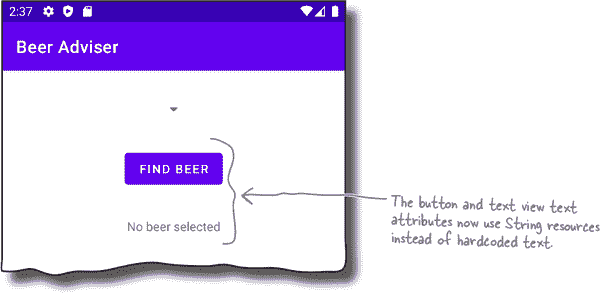 2:37
Beer Adviser
FIND BEER
No beer selected
The button and text view text
attributes now use String resources
instead of hardcoded text.